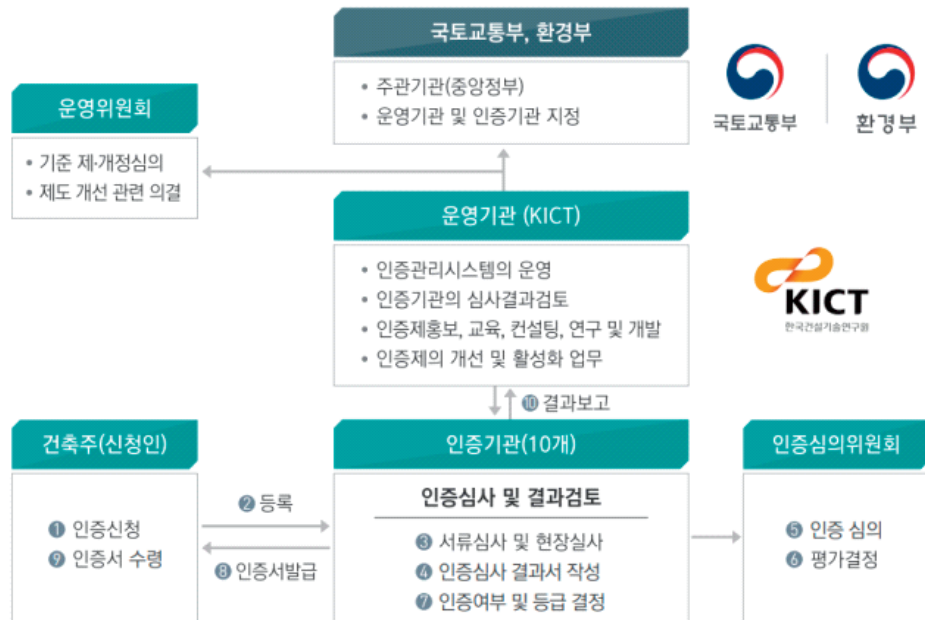 국토교통부, 환경부
• 주관기관(중앙정부)
• 운영기관 및 인증기관 지정
국토교통부
환경부
운영위원회
• 기준 제·개정심의
• 제도 개선 관련 의결
운영기관 (KICT)
• 인증관리시스템의 운영
• 인증기관의 심사결과검토
• 인증제홍보, 교육, 컨설팅, 연구 및 개발
• 인증제의 개선 및 활성화 업무
KICT
한국건설기술연구원
❿ 결과보고
건축주(신청인)
❶ 인증신청
❾ 인증서 수령
❷ 등록
❽ 인증서발급
인증기관(10개)
인증심사 및 결과검토
❸ 서류심사 및 현장실사
❹ 인증심사 결과서 작성
❼ 인증여부 및 등급 결정
인증심의위원회
❺ 인증 심의
❻ 평가결정